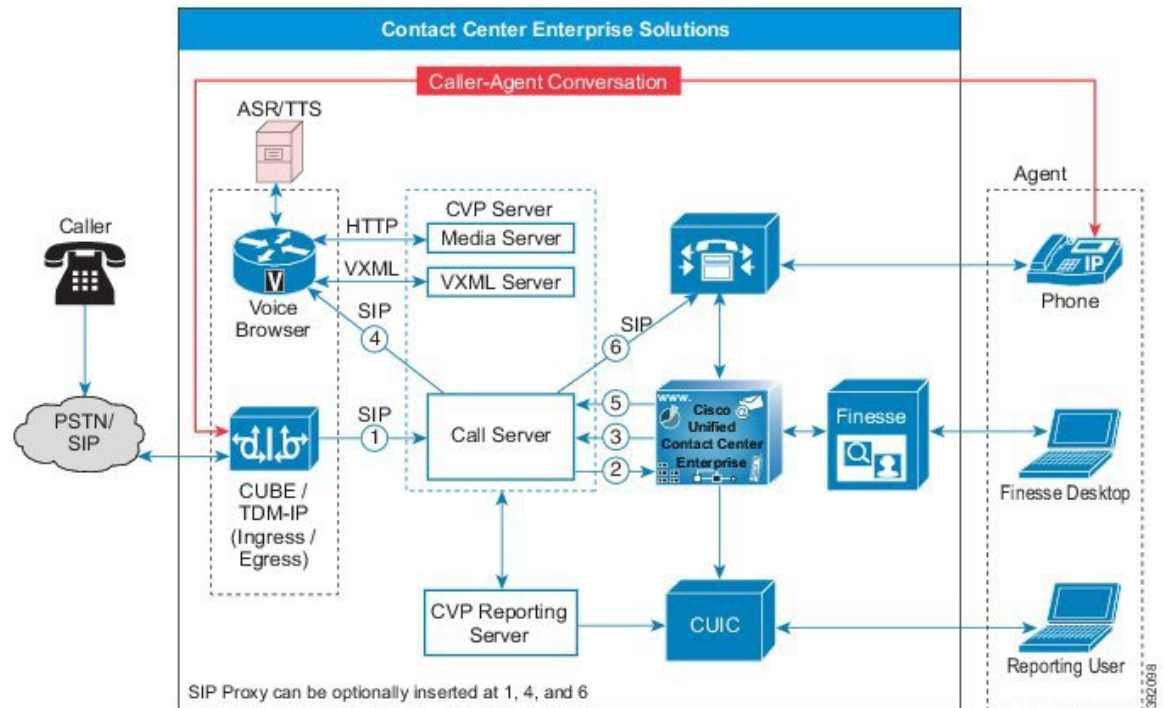 Contact Center Enterprise Solutions
Caller-Agent Conversation
ASR/TTS
Agent
Caller
CVP Server
HTTP
Media Server
IP
VXML
VXML Server
V
Voice
Browser
Phone
SIP
4
SIP
6
PSTN/
SIP
SIP
1
Call Server
5
3
2
www.
@
Cisco
Unified
Contact Center
Enterprise
Finesse
CUBE /
TDM-IP
(Ingress /
Egress)
Finesse Desktop
CVP Reporting
Server
CUIC
Reporting User
SIP Proxy can be optionally inserted at 1, 4, and 6
392098